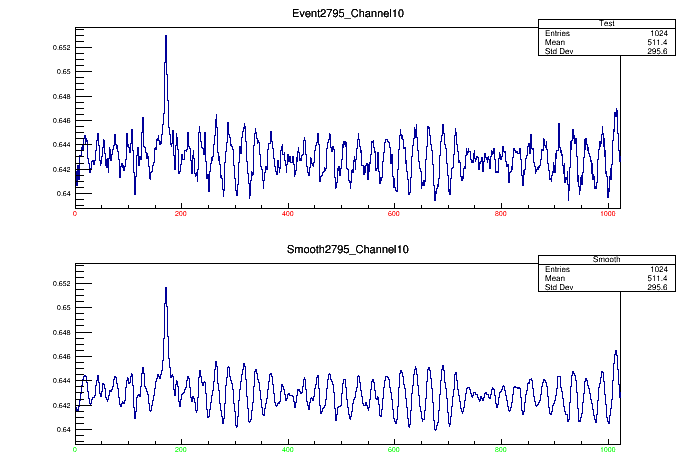 Event2795_Channel10
Test
Entries 1024
Mean 511.4
Std Dev 295.6
0.652
0.65
0.648
0.646
0.644
0.642
0.64
0 200 400 600 800 1000
Smooth2795_Channel10
Smooth
Entries 1024
Mean 511.4
Std Dev 295.6
0.652
0.65
0.648
0.646
0.644
0.642
0.64
0 200 400 600 800 1000